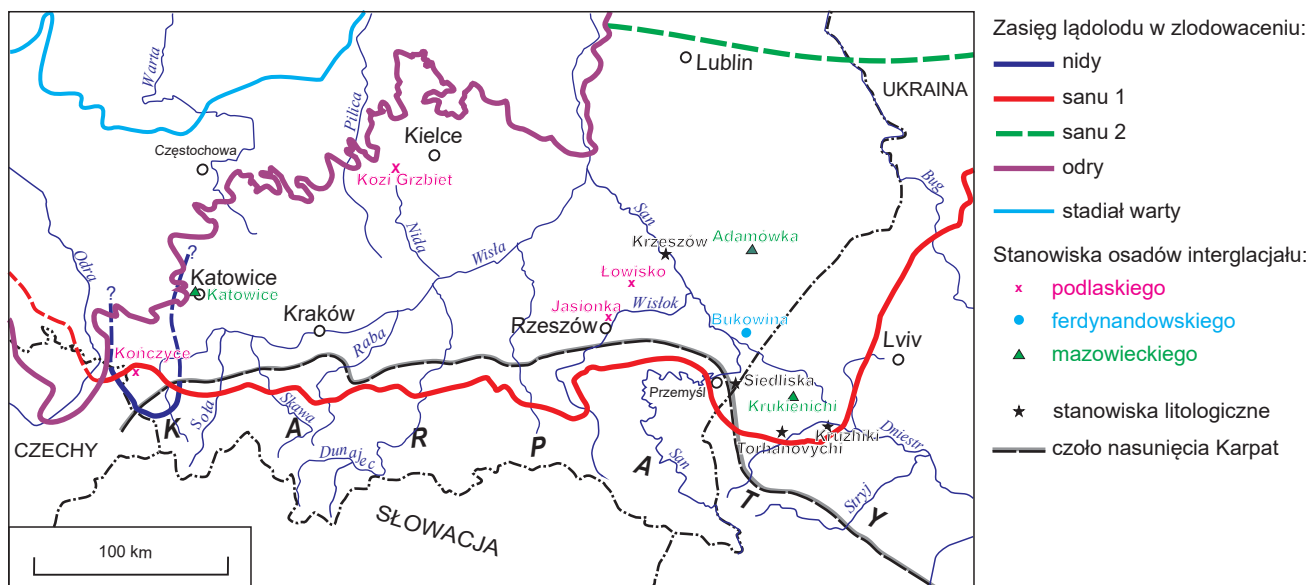 Warta
Pilica
Lublin
UKRAINA
Częstochowa
Kielce
Kozi Grzbiet
Bug
Odra
Nida
Wisła
San
Krzeszów
Adamówka
?
?
Katowice
Katowice
Łowisko
Jasionka
Wisłok
Kraków
Raba
Rzeszów
Bukowina
Lviv
Kończyce
Przemyśl
Siedliska
Krukienichi
Soła
Skawa
Kruzhiki
Torhanovychi
Dniestr
CZECHY
K A R P A T Y
Dunajec
San
Stryj
SŁOWACJA
100 km
Zasięg lądolodu w zlodowaceniu:
nidy
sanu 1
sanu 2
odry
stadiał warty
Stanowiska osadów interglacjału:
x podlaskiego
ferdynandowskiego
mazowieckiego
stanowiska litologiczne
czoło nasunięcia Karpat